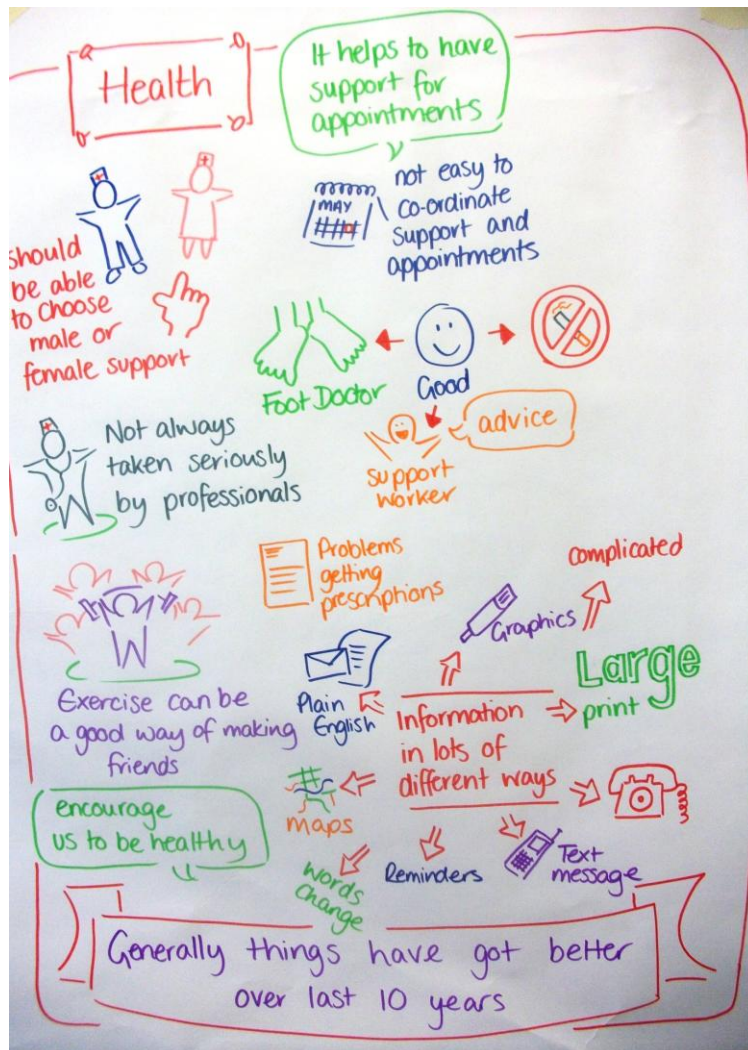 Health
It helps to have
support for
appointments
MAY
not easy to
co-ordinate
support and
appointments
should
be able
to choose
male or
female support
Foot Doctor
Good
advice
support
worker
Not always
taken seriously
by professionals
Problems
getting
prescriptions
complicated
Graphics
Large
print
Plain
English
Information
in lots of
different ways
Exercise can be
a good way of making
friends
maps
encourage
us to be healthy
words
change
Reminders
Text
message
Generally things have got better
over last 10 years